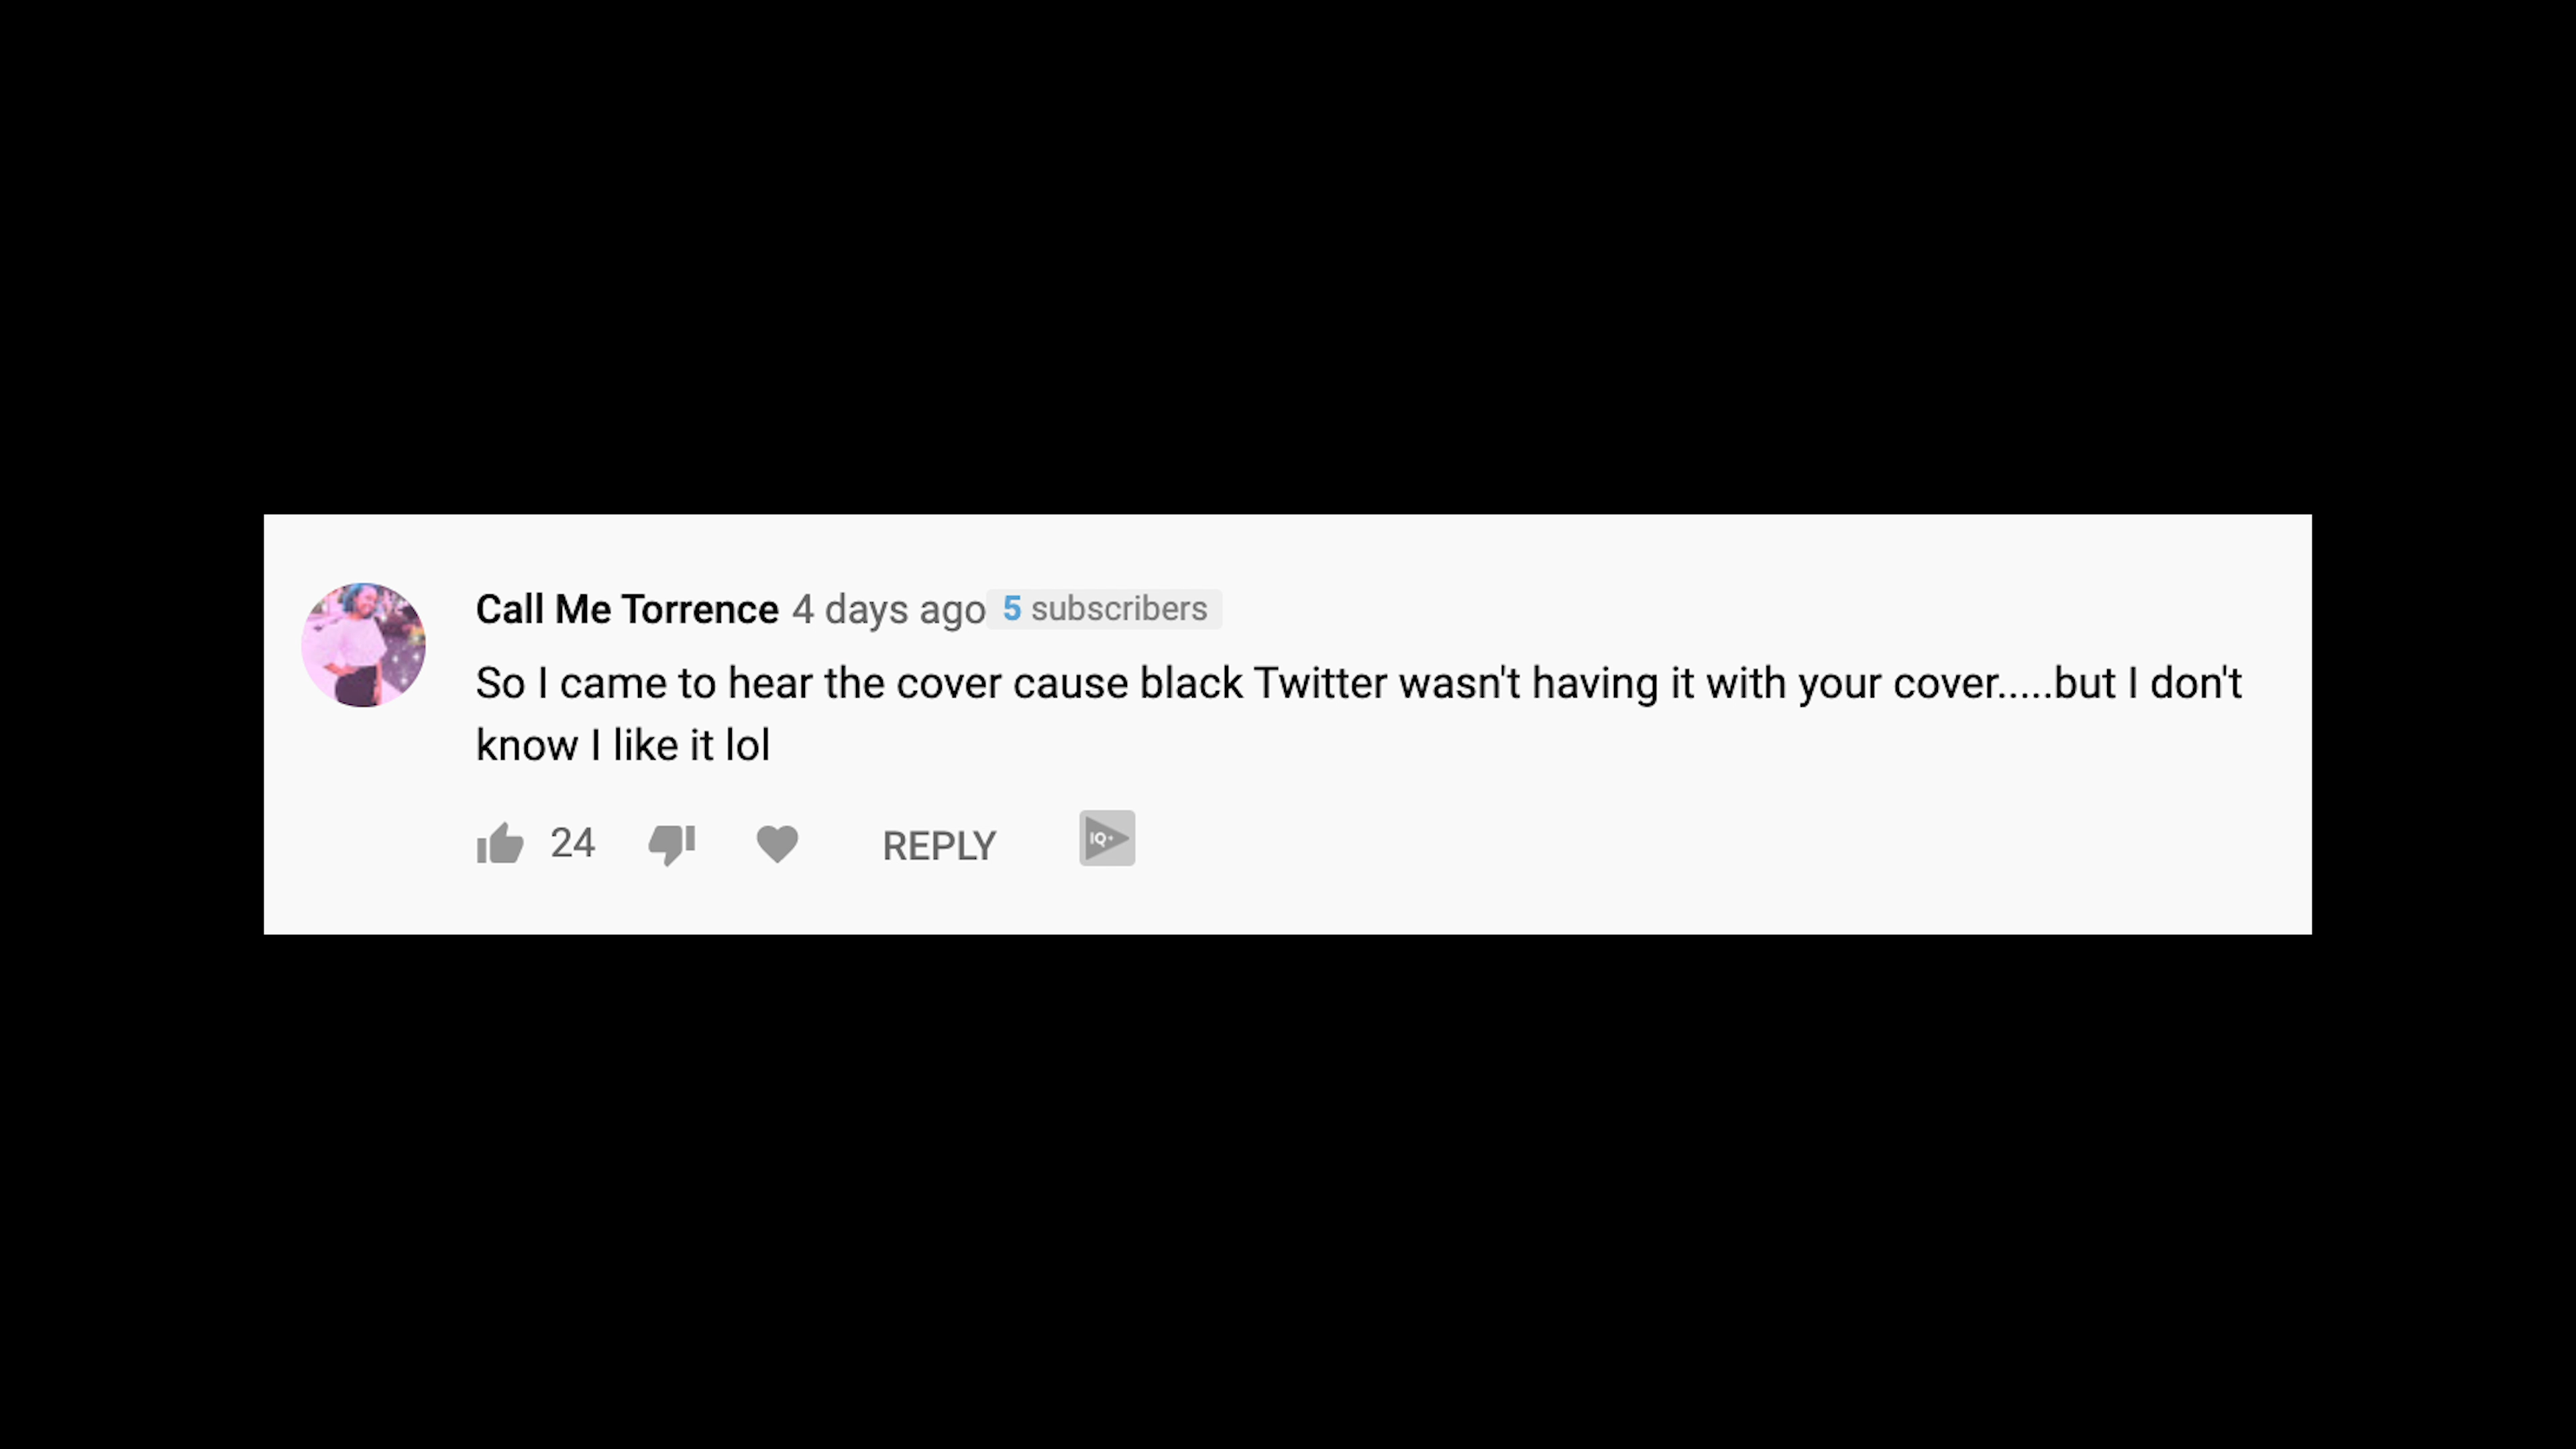 Call Me Torrence 4 days ago 5 subscribers
So I came to hear the cover cause black Twitter wasn't having it with your cover.....but I don't
know I like it lol
24 REPLY IQ+